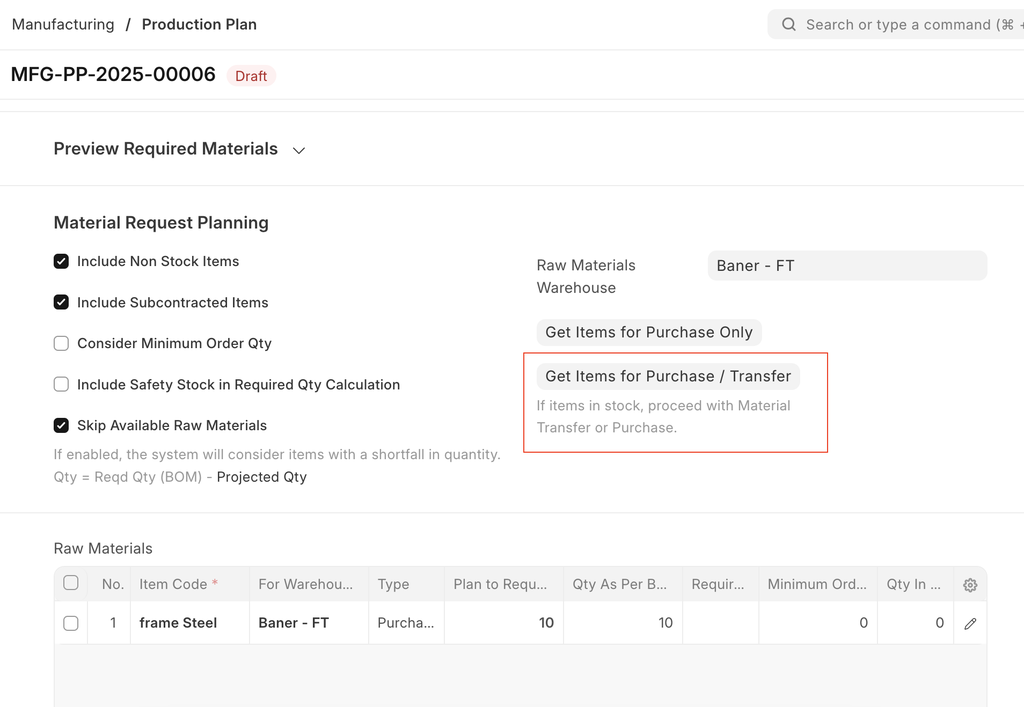 Manufacturing / Production Plan
Search or type a command (⌘ +
MFG-PP-2025-00006 Draft
Preview Required Materials
Material Request Planning
Include Non Stock Items
Include Subcontracted Items
Consider Minimum Order Qty
Include Safety Stock in Required Qty Calculation
Skip Available Raw Materials
If enabled, the system will consider items with a shortfall in quantity.
Qty = Reqd Qty (BOM) - Projected Qty
Raw Materials
Warehouse
Baner - FT
Get Items for Purchase Only
Get Items for Purchase / Transfer
If items in stock, proceed with Material
Transfer or Purchase.
Raw Materials
No. Item Code * For Warehou... Type Plan to Requ... Qty As Per B... Requir... Minimum Ord... Qty In ...
1 frame Steel Baner - FT Purcha... 10 10 0 0